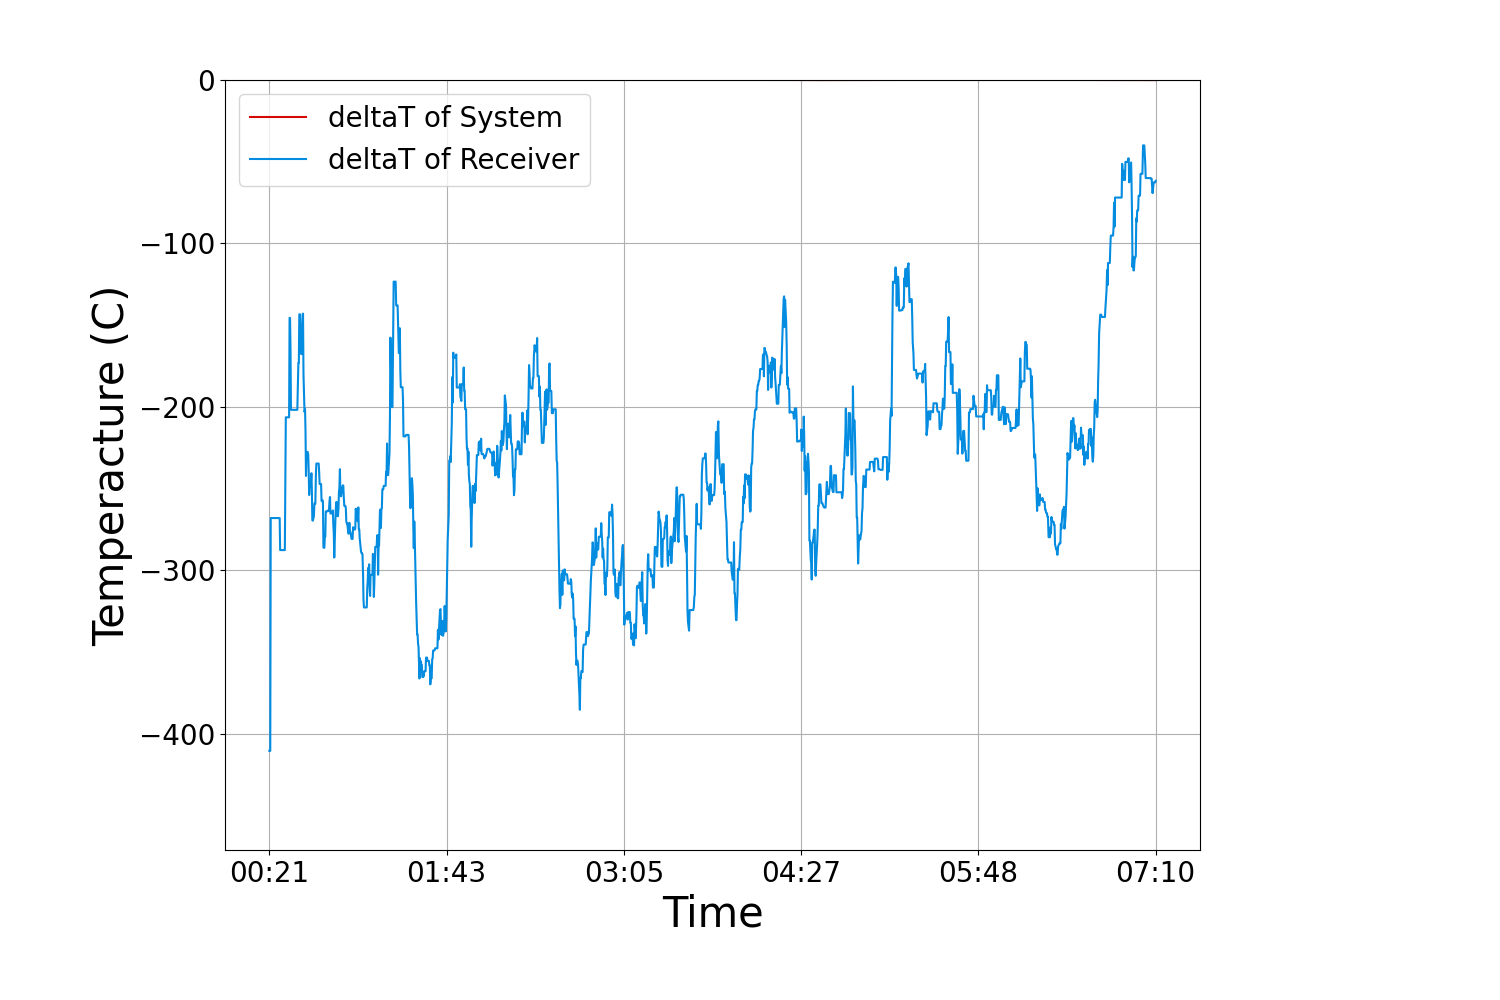 0
−100
−200
−300
−400
Temperacture (C)
deltaT of System
deltaT of Receiver
00:21 01:43 03:05 04:27 05:48 07:10
Time